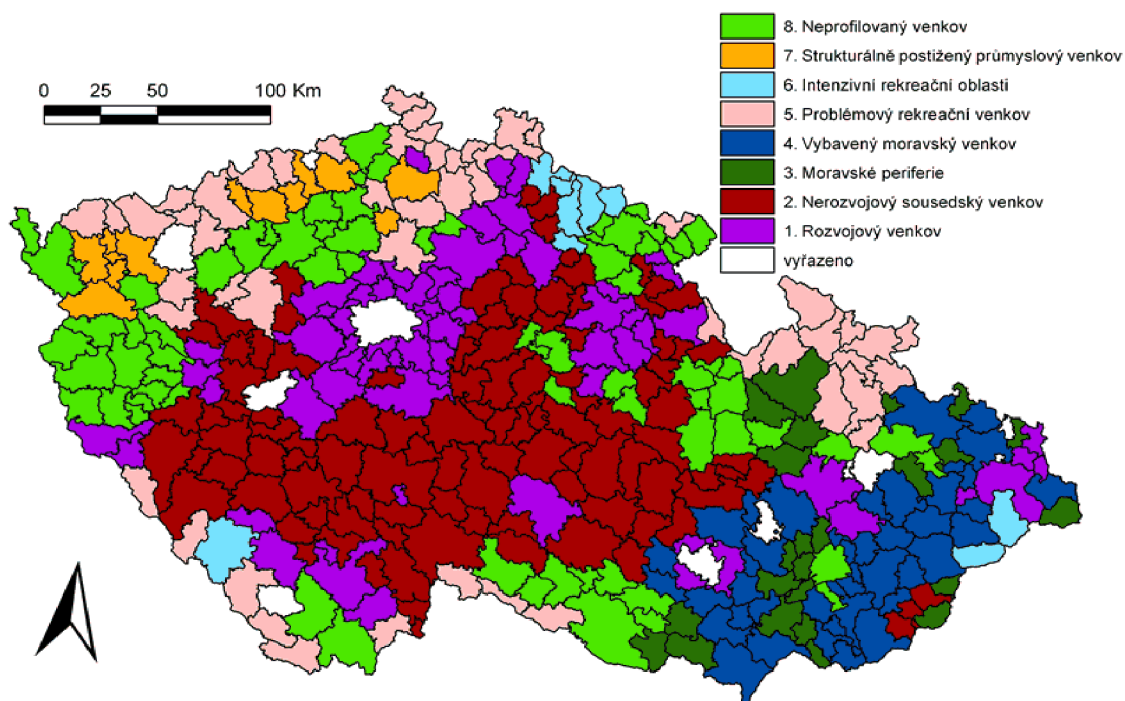 8. Neprofilovaný venkov
7. Strukturálně postižený průmyslový venkov
6. Intenzivní rekreační oblasti
5. Problémový rekreační venkov
4. Vybavený moravský venkov
3. Moravské periferie
2. Nerozvojový sousedský venkov
1. Rozvojový venkov
vyřazeno
0 25 50 100 Km